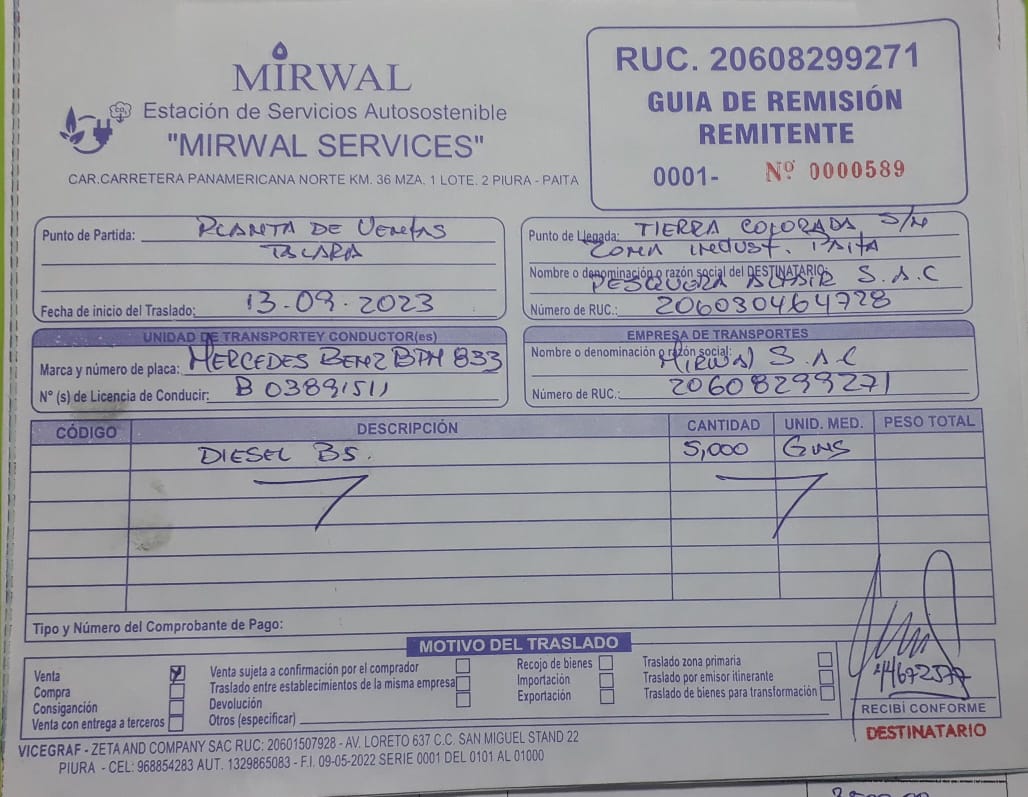 MIRWAL
Estación de Servicios Autosostenible
"MIRWAL SERVICES"
CAR.CARRETERA PANAMERICANA NORTE KM. 36 MZA. 1 LOTE. 2 PIURA - PAITA
RUC. 20608299271
GUIA DE REMISIÓN
REMITENTE
0001- Nº 0000589
Punto de Partida: PLANTA DE VENTAS
TALARA
Fecha de inicio del Traslado: 13-09-2023
Punto de Llegada: TIERRA COLORADA S/N
ZONA INDUST. PAITA
Nombre o denominación o razón social del DESTINATARIO:
PESQUERA S.A.C
Número de RUC.: 206030464728
UNIDAD DE TRANSPORTEY CONDUCTOR(es)
Marca y número de placa: MERCEDES BENZ BPH 833
N° (s) de Licencia de Conducir: B 03891511
EMPRESA DE TRANSPORTES
Nombre o denominación o razón social:
MIRWAL S.A.C
Número de RUC.: 20608299271
CÓDIGO DESCRIPCIÓN CANTIDAD UNID. MED. PESO TOTAL
DIESEL B5. 5,000 GLNS
Tipo y Número del Comprobante de Pago:
MOTIVO DEL TRASLADO
Venta
Compra
Consignación
Venta con entrega a terceros
Venta sujeta a confirmación por el comprador
Traslado entre establecimientos de la misma empresa
Devolución
Otros (especificar)
Recojo de bienes
Importación
Exportación
Traslado zona primaria
Traslado por emisor itinerante
Traslado de bienes para transformación
44672577
RECIBÍ CONFORME
DESTINATARIO
VICEGRAF - ZETA AND COMPANY SAC RUC: 20601507928 - AV. LORETO 637 C.C. SAN MIGUEL STAND 22
PIURA - CEL: 968854283 AUT. 1329865083 - F.I. 09-05-2022 SERIE 0001 DEL 0101 AL 01000